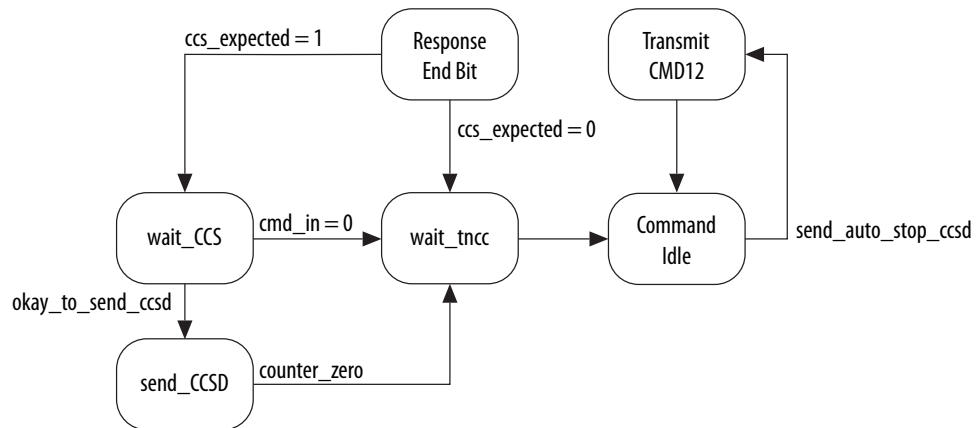 ccs_expected = 1
Response
End Bit
Transmit
CMD12
ccs_expected = 0
wait_CCS
cmd_in = 0
wait_tncc
Command
Idle
send_auto_stop_ccsd
okay_to_send_ccsd
send_CCSD
counter_zero